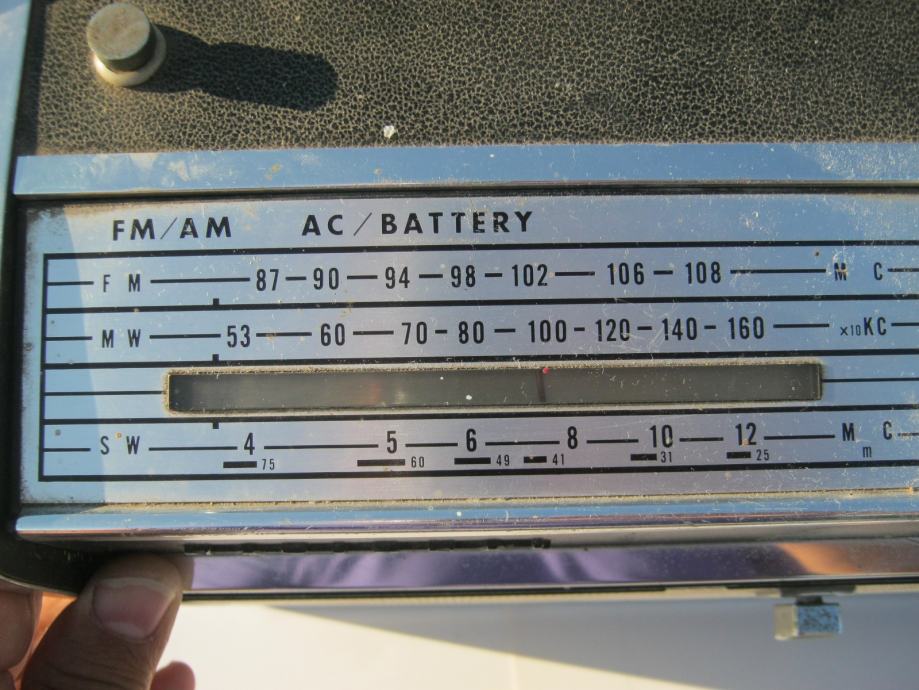 FM/AM AC/BATTERY
FM 87 90 94 98 102 106 108 MC
MW 53 60 70 80 100 120 140 160 ×10KC
SW 4 5 6 8 10 12 MC
75 60 49 41 31 25 m